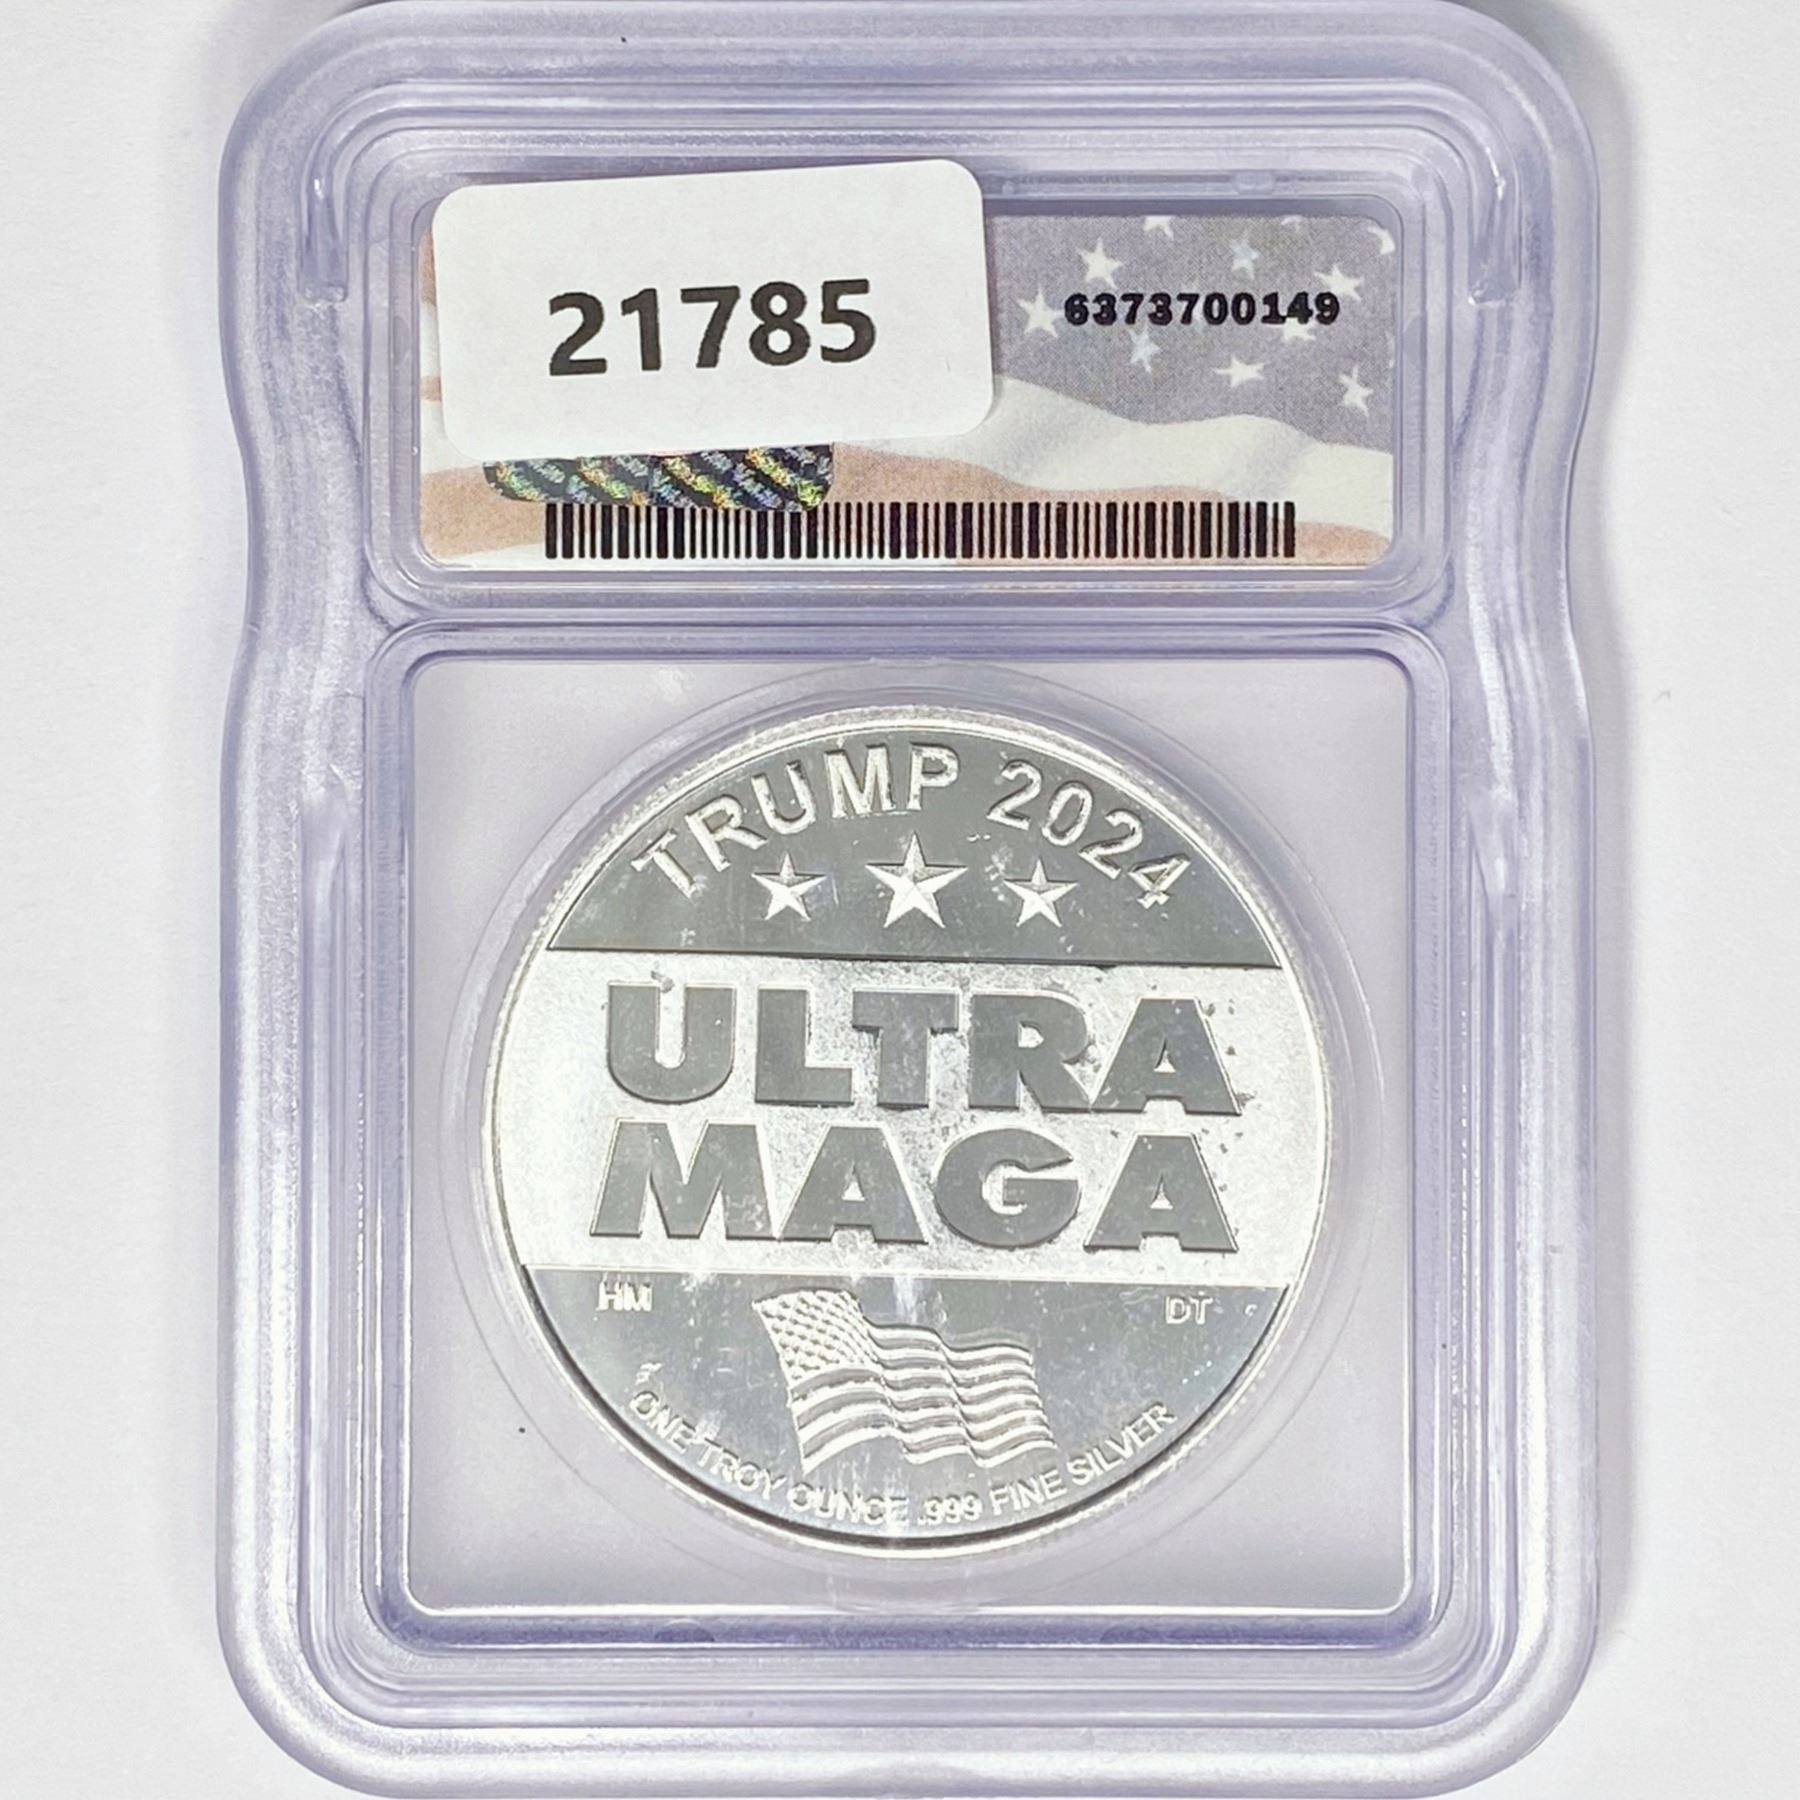 21785
6373700149
TRUMP 2024
ULTRA
MAGA
HM
DT
ONE TROY OUNCE .999 FINE SILVER